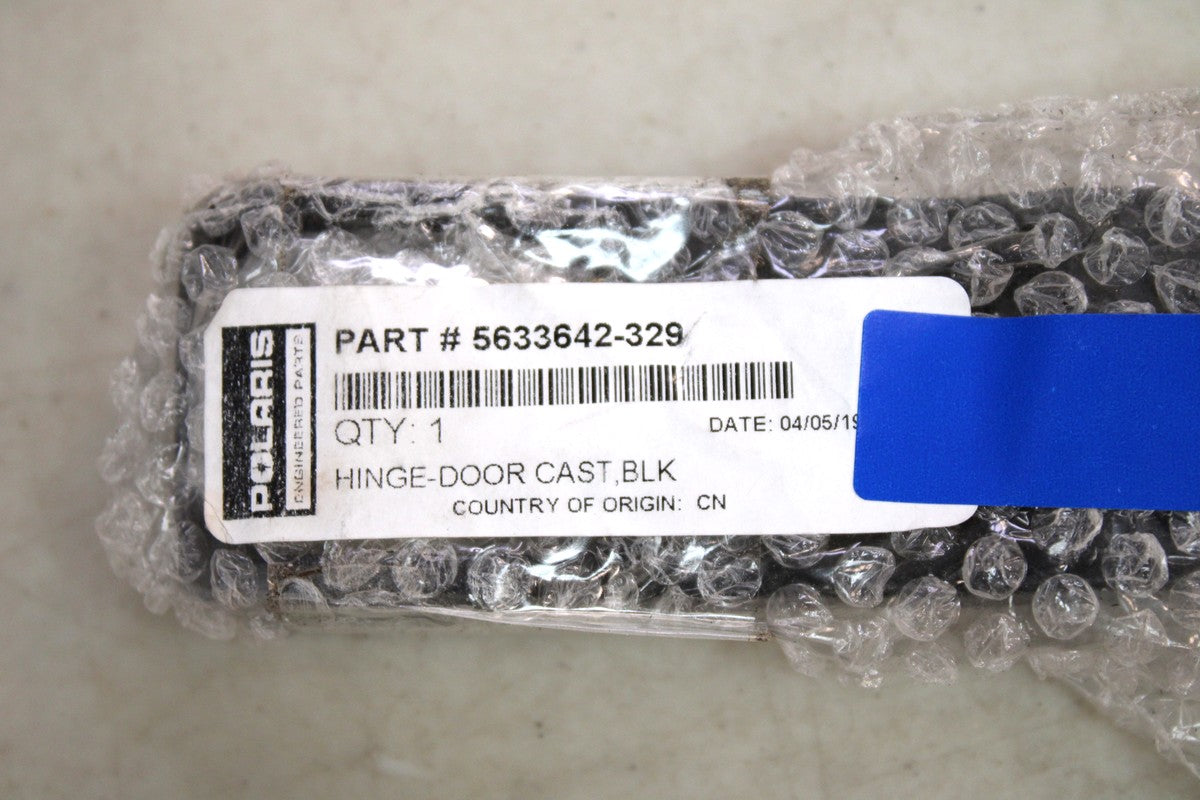 POLARIS
ENGINEERED PARTS
PART # 5633642-329
QTY: 1
DATE: 04/05/19
HINGE-DOOR CAST,BLK
COUNTRY OF ORIGIN: CN